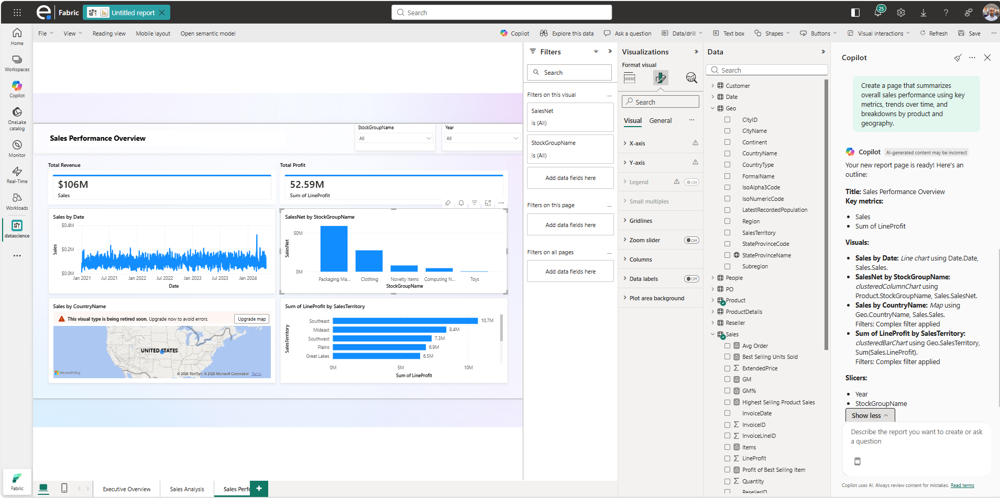 Fabric
Untitled report
Search
25
File
View
Reading view
Mobile layout
Open semantic model
Copilot
Explore this data
Ask a question
Data/drill
Text box
Shapes
Buttons
Visual interactions
Refresh
Save
Home
Workspaces
Copilot
OneLake
catalog
Monitor
Real-Time
Workloads
datascience
Fabric
Sales Performance Overview
StockGroupName
All
Year
All
Total Revenue
$106M
Sales
Total Profit
52.59M
Sum of LineProfit
Sales by Date
$0.4M
$0.2M
$0.0M
Sales
Jan 2021
Jul 2021
Jan 2022
Jul 2022
Jan 2023
Jul 2023
Jan 2024
Date
SalesNet by StockGroupName
50M
0M
SalesNet
Packaging Ma...
Clothing
Novelty Items
Computing N...
Toys
StockGroupName
Sales by CountryName
This visual type is being retired soon. Upgrade now to avoid errors.
Upgrade map
UNITED STATES
Microsoft Bing
© 2026 TomTom, © 2026 Microsoft Corporation Terms
Sum of LineProfit by SalesTerritory
SalesTerritory
Southeast
10.7M
Mideast
8.4M
Southwest
7.3M
Plains
6.9M
Great Lakes
6.5M
0M
5M
10M
Sum of LineProfit
Executive Overview
Sales Analysis
Sales Perfo
Filters
Search
Filters on this visual
SalesNet
is (All)
StockGroupName
is (All)
Add data fields here
Filters on this page
Add data fields here
Filters on all pages
Add data fields here
Visualizations
Format visual
Search
Visual
General
X-axis
Y-axis
Legend
Off
Small multiples
Gridlines
Zoom slider
Off
Columns
Data labels
Off
Plot area background
Data
Search
Customer
Date
Geo
CityID
CityName
Continent
CountryName
CountryType
FormalName
IsoAlpha3Code
IsoNumericCode
LatestRecordedPopulation
Region
SalesTerritory
StateProvinceCode
StateProvinceName
Subregion
People
PO
Product
ProductDetails
Reseller
Sales
Avg Order
Best Selling Units Sold
ExtendedPrice
GM
GM%
Highest Selling Product Sales
InvoiceDate
InvoiceID
InvoiceLineID
Items
LineProfit
Profit of Best Selling Item
Quantity
ResellerID
Copilot
Create a page that summarizes
overall sales performance using key
metrics, trends over time, and
breakdowns by product and
geography.
Copilot
AI-generated content may be incorrect
Your new report page is ready! Here's an
outline:
Title: Sales Performance Overview
Key metrics:
• Sales
• Sum of LineProfit
Visuals:
• Sales by Date: Line chart using Date.Date,
Sales.Sales.
• SalesNet by StockGroupName:
clusteredColumnChart using
Product.StockGroupName, Sales.SalesNet.
• Sales by CountryName: Map using
Geo.CountryName, Sales.Sales.
Filters: Complex filter applied
• Sum of LineProfit by SalesTerritory:
clusteredBarChart using Geo.SalesTerritory,
Sum(Sales.LineProfit).
Filters: Complex filter applied
Slicers:
• Year
• StockGroupName
Show less
Describe the report you want to create or ask
a question
Copilot uses AI. Always review content for mistakes. Read terms